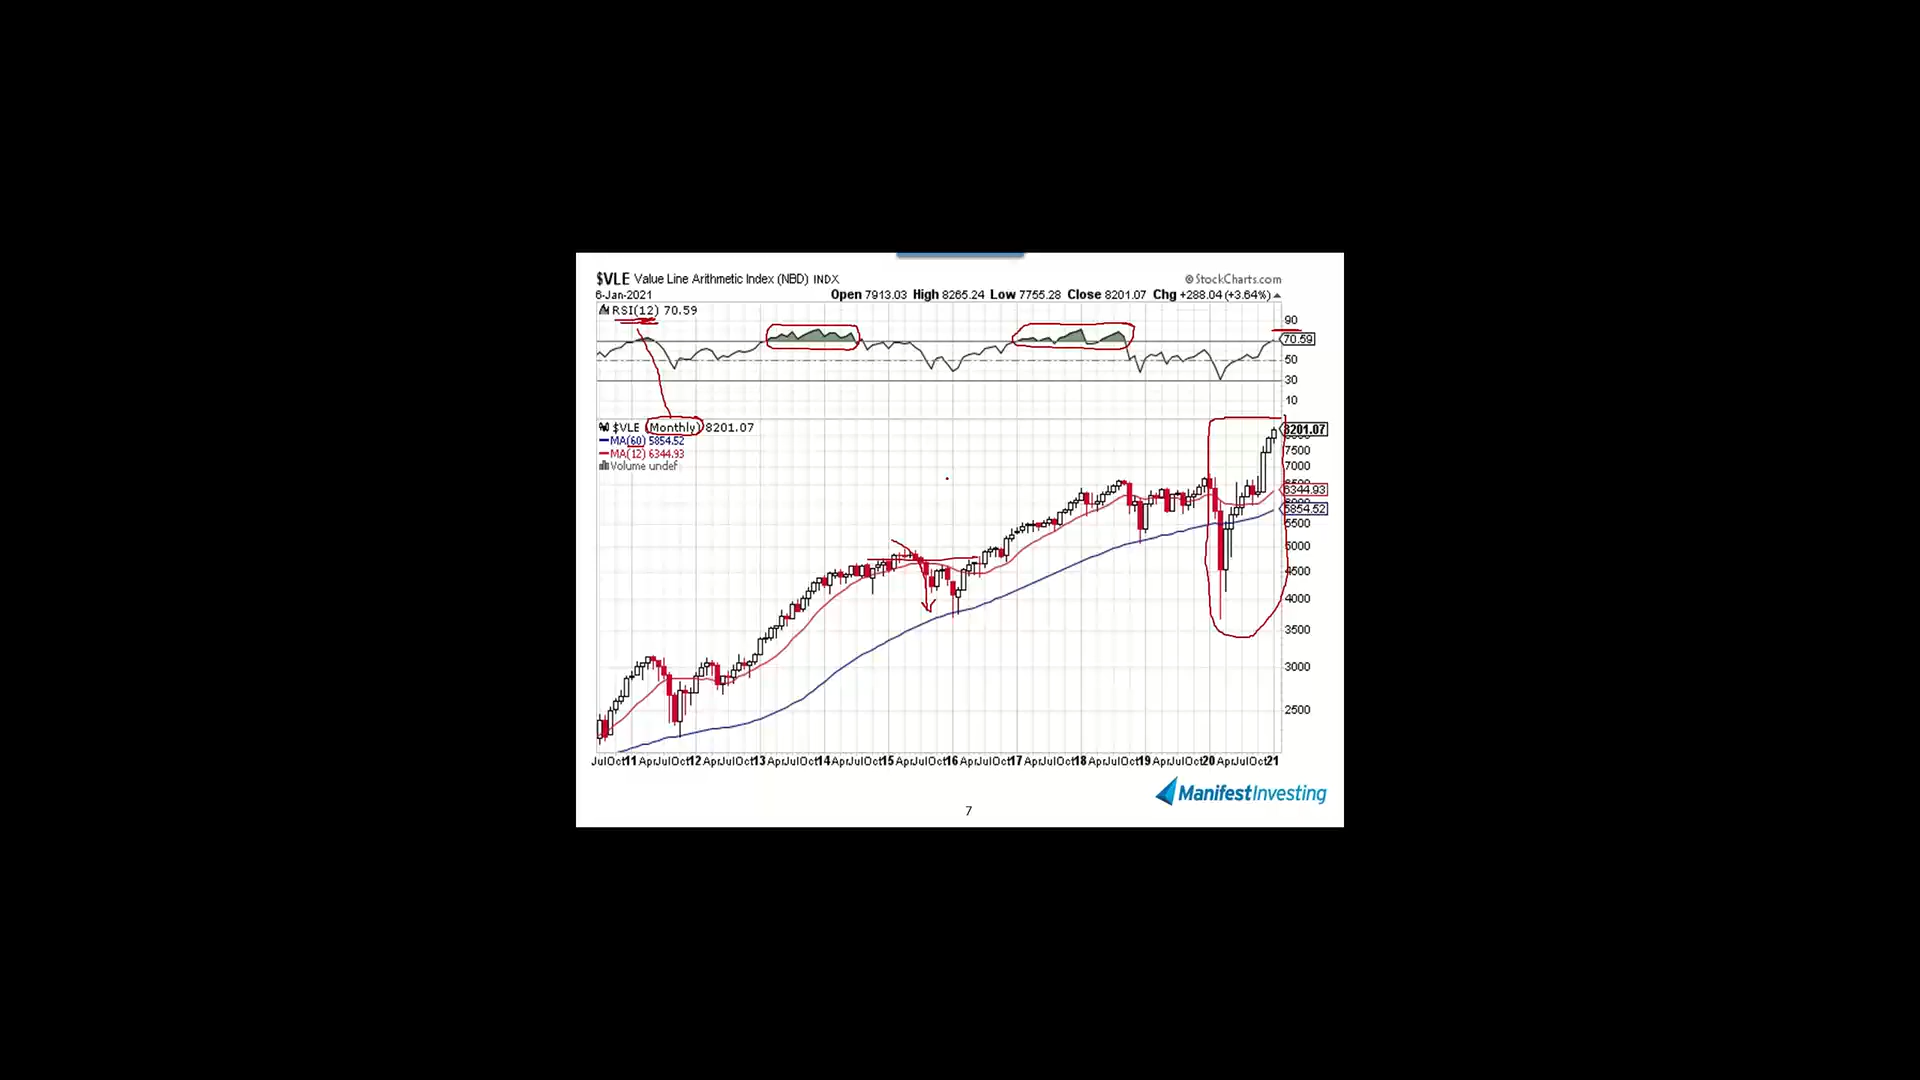 $VLE Value Line Arithmetic Index (NBD) INDX
© StockCharts.com
6-Jan-2021
Open 7913.03 High 8265.24 Low 7755.28 Close 8201.07 Chg +288.04 (+3.64%)
RSI(12) 70.59
90
70.59
50
30
10
$VLE (Monthly) 8201.07
MA(60) 5854.52
MA(12) 6344.93
Volume undef
8201.07
7500
7000
6344.93
5854.52
5500
5000
4500
4000
3500
3000
2500
JulOct11 AprJulOct12 AprJulOct13 AprJulOct14 AprJulOct15 AprJulOct16 AprJulOct17 AprJulOct18 AprJulOct19 AprJulOct20 AprJulOct21
ManifestInvesting
7